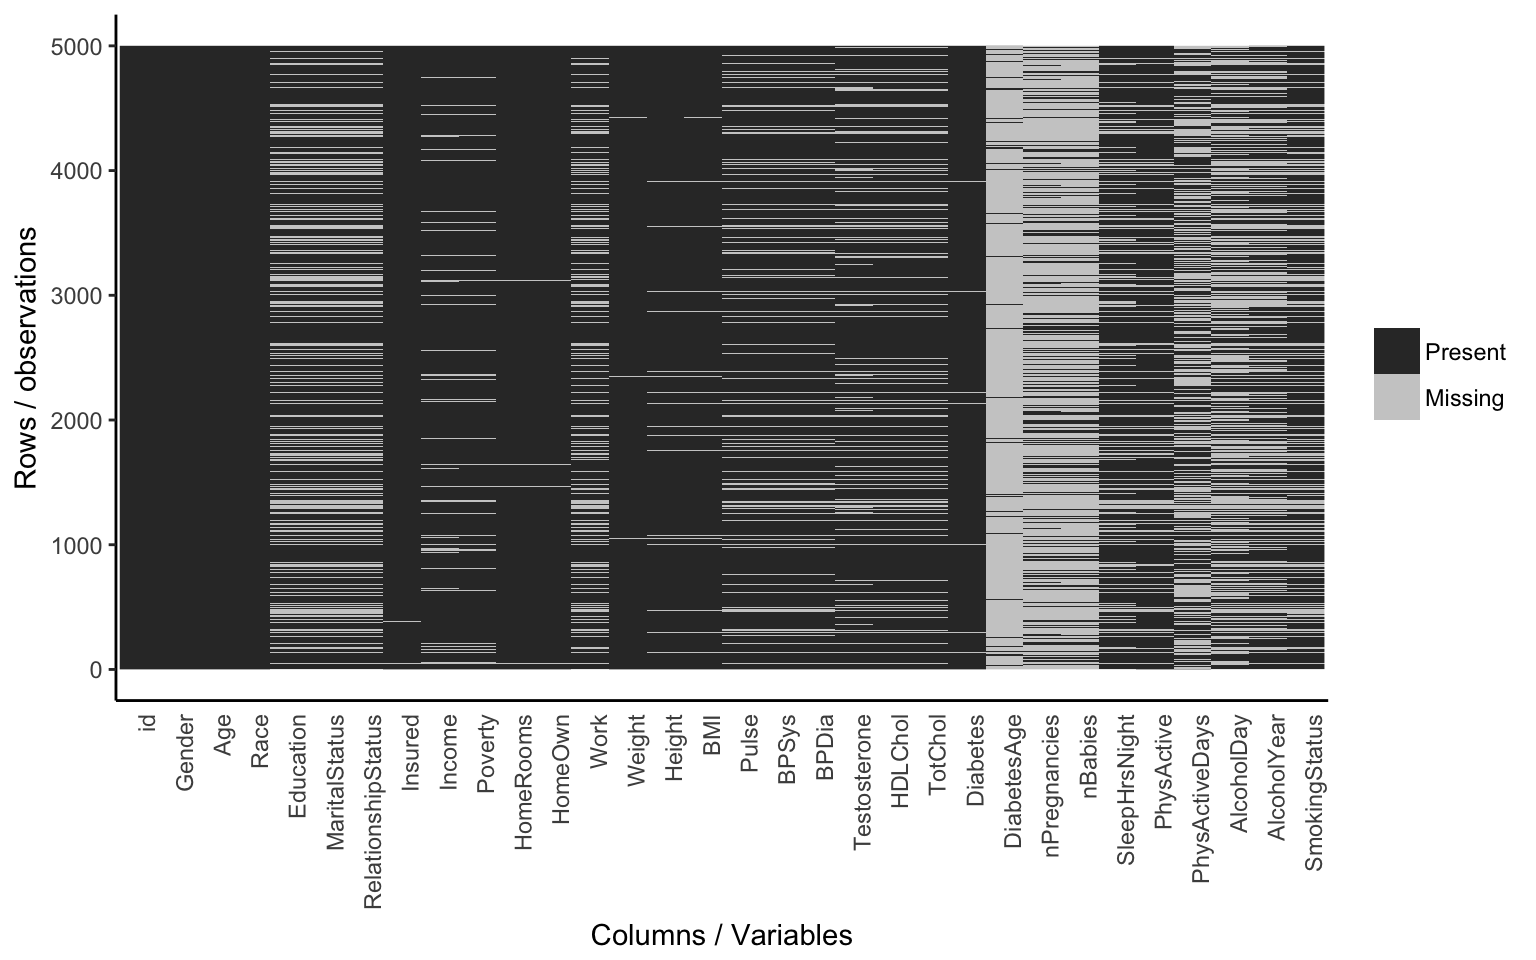 5000
4000
3000
2000
1000
0
Rows / observations
Present
Missing
id
Gender
Age
Race
Education
MaritalStatus
RelationshipStatus
Insured
Income
Poverty
HomeRooms
HomeOwn
Work
Weight
Height
BMI
Pulse
BPSys
BPDia
Testosterone
HDLChol
TotChol
Diabetes
DiabetesAge
nPregnancies
nBabies
SleepHrsNight
PhysActive
PhysActiveDays
AlcoholDay
AlcoholYear
SmokingStatus
Columns / Variables